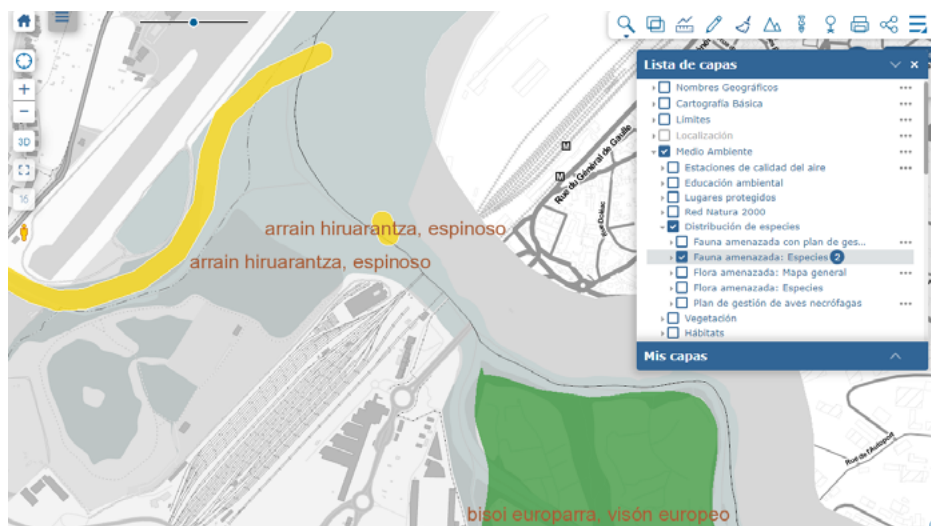 Lista de capas
Nombres Geográficos
Cartografía Básica
Límites
Localización
Medio Ambiente
Estaciones de calidad del aire
Educación ambiental
Lugares protegidos
Red Natura 2000
Distribución de especies
Fauna amenazada con plan de ges...
Fauna amenazada: Especies 2
Flora amenazada: Mapa general
Flora amenazada: Especies
Plan de gestión de aves necrófagas
Vegetación
Hábitats
Mis capas
+
−
3D
16
M
M
Rue du Général de Gaulle
arrain hiruarantza, espinoso
arrain hiruarantza, espinoso
Rue de l'Autoport
bisoi europarra, visón europeo